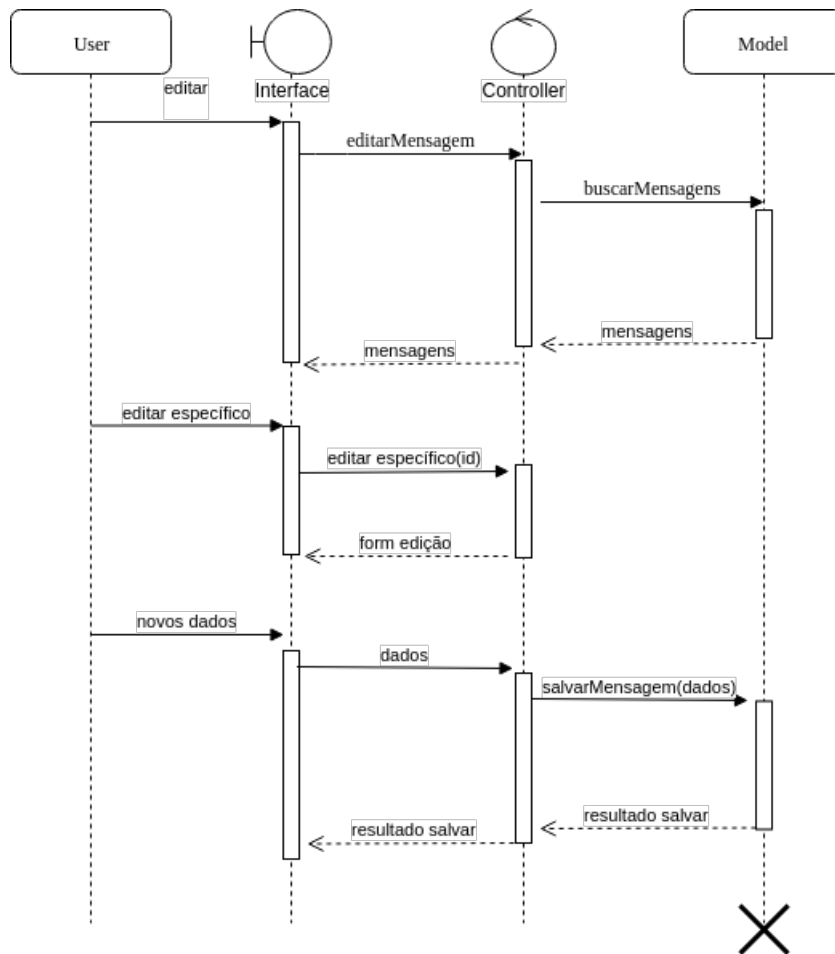 User
Model
editar
Interface
Controller
editarMensagem
buscarMensagens
mensagens
mensagens
editar específico
editar específico(id)
form edição
novos dados
dados
salvarMensagem(dados)
resultado salvar
resultado salvar